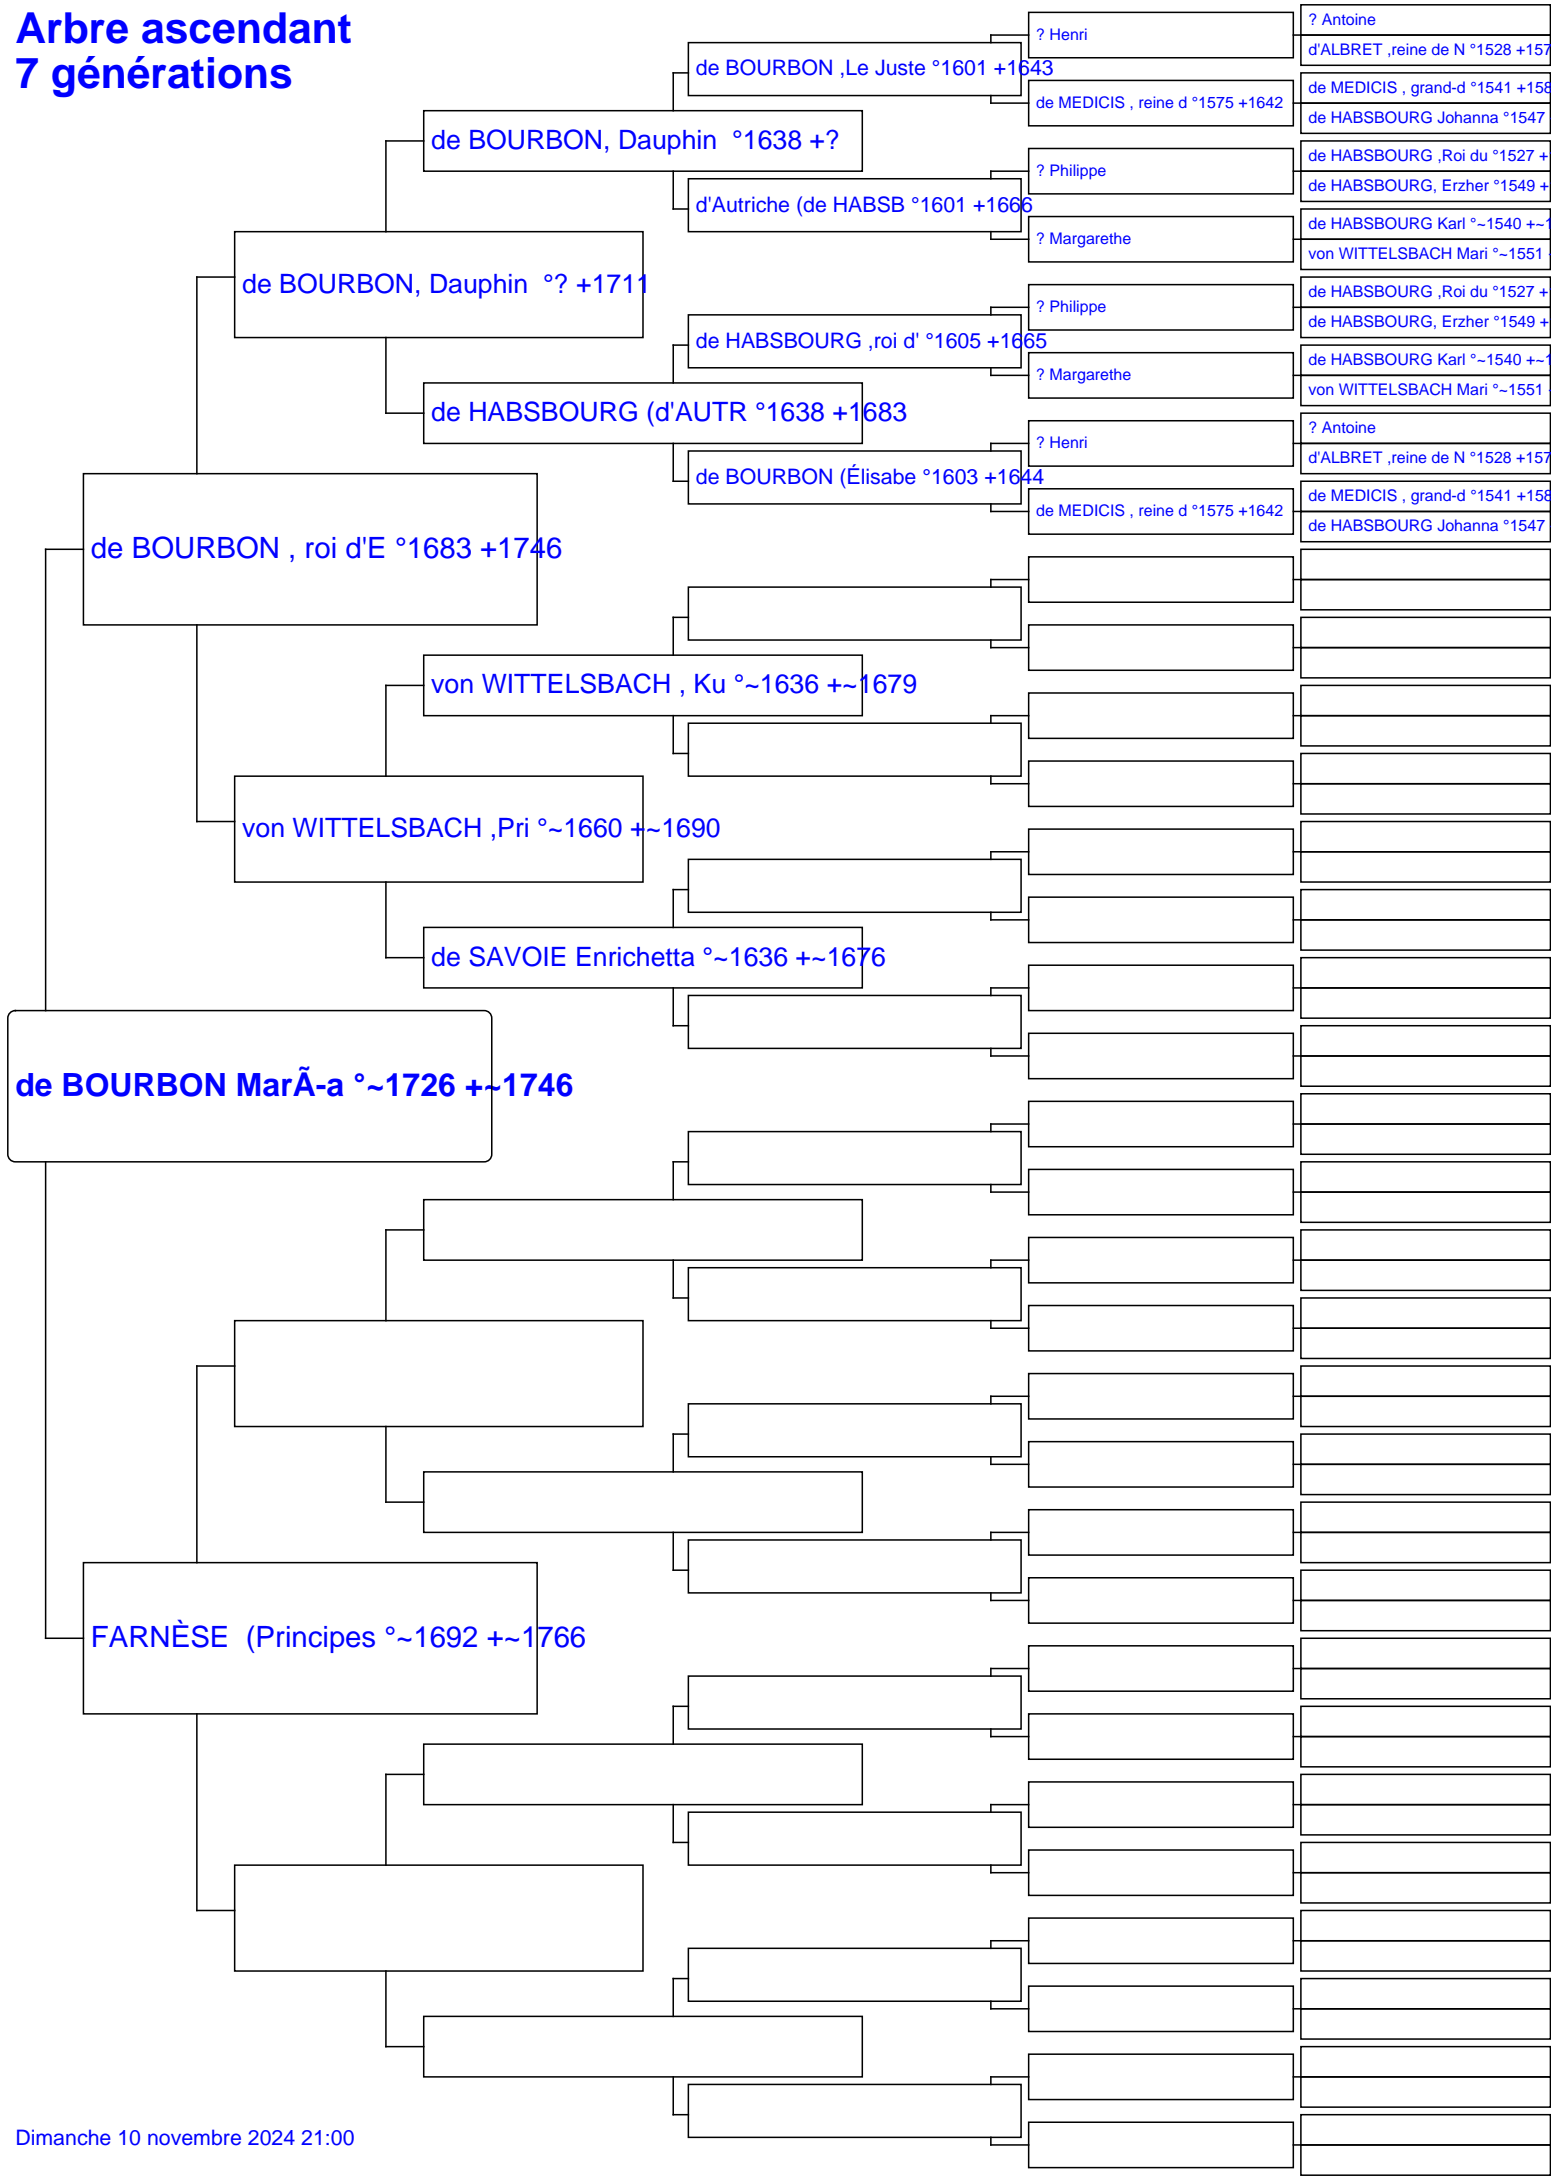 Arbre ascendant
7 générations
? Henri
? Antoine
d'ALBRET ,reine de N °1528 +157
de BOURBON ,Le Juste °1601 +1643
de MEDICIS , reine d °1575 +1642
de MEDICIS , grand-d °1541 +158
de HABSBOURG Johanna °1547
de BOURBON, Dauphin °1638 +?
? Philippe
de HABSBOURG ,Roi du °1527 +
de HABSBOURG, Erzher °1549 +
d'Autriche (de HABSB °1601 +1666
? Margarethe
de HABSBOURG Karl °~1540 +~1
von WITTELSBACH Mari °~1551
de BOURBON, Dauphin °? +1711
? Philippe
de HABSBOURG ,Roi du °1527 +
de HABSBOURG, Erzher °1549 +
de HABSBOURG ,roi d' °1605 +1665
? Margarethe
de HABSBOURG Karl °~1540 +~1
von WITTELSBACH Mari °~1551
de HABSBOURG (d'AUTR °1638 +1683
? Henri
? Antoine
d'ALBRET ,reine de N °1528 +157
de BOURBON (Élisabe °1603 +1644
de MEDICIS , reine d °1575 +1642
de MEDICIS , grand-d °1541 +158
de HABSBOURG Johanna °1547
de BOURBON , roi d'E °1683 +1746
von WITTELSBACH , Ku °~1636 +~1679
von WITTELSBACH ,Pri °~1660 +~1690
de SAVOIE Enrichetta °~1636 +~1676
de BOURBON MarÃ-a °~1726 +~1746
FARNÈSE (Principes °~1692 +~1766
Dimanche 10 novembre 2024 21:00